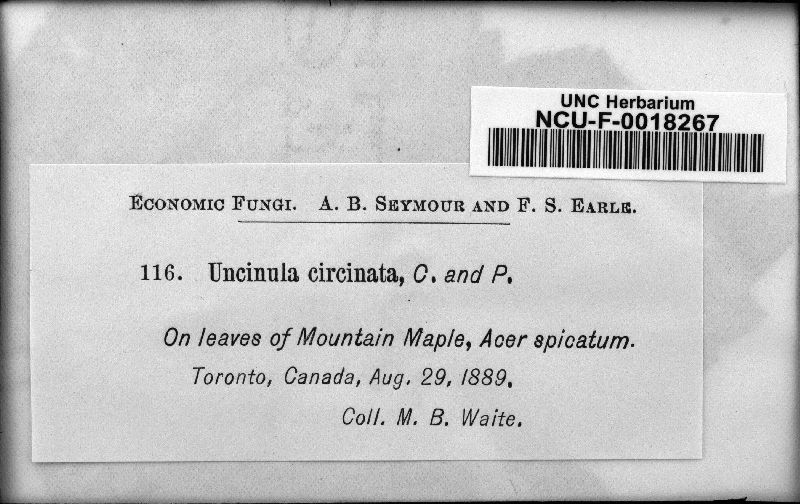 UNC Herbarium
NCU-F-0018267
Economic Fungi. A. B. Seymour and F. S. Earle.
116. Uncinula circinata, C. and P.
On leaves of Mountain Maple, Acer spicatum.
Toronto, Canada, Aug. 29, 1889.
Coll. M. B. Waite.